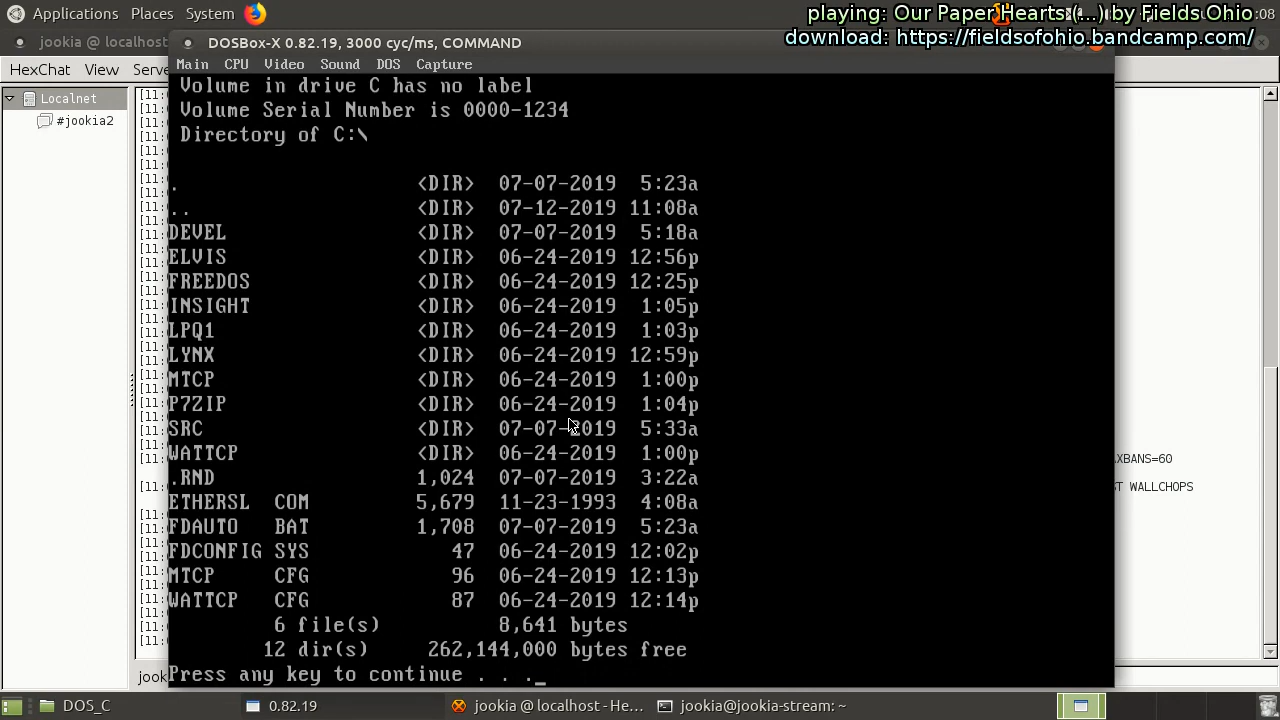 Applications Places System :08
playing: Our Paper Hearts (...) by Fields Ohio
download: https://fieldsofohio.bandcamp.com/
jookia @ localhost
DOSBox-X 0.82.19, 3000 cyc/ms, COMMAND
HexChat View Serve
Main CPU Video Sound DOS Capture
Localnet
#jookia2
Volume in drive C has no label
Volume Serial Number is 0000-1234
Directory of C:\
. <DIR> 07-07-2019 5:23a
.. <DIR> 07-12-2019 11:08a
DEVEL <DIR> 07-07-2019 5:18a
ELVIS <DIR> 06-24-2019 12:56p
FREEDOS <DIR> 06-24-2019 12:25p
INSIGHT <DIR> 06-24-2019 1:05p
LPQ1 <DIR> 06-24-2019 1:03p
LYNX <DIR> 06-24-2019 12:59p
MTCP <DIR> 06-24-2019 1:00p
P7ZIP <DIR> 06-24-2019 1:04p
SRC <DIR> 07-07-2019 5:33a
WATTCP <DIR> 06-24-2019 1:00p
.RND 1,024 07-07-2019 3:22a
ETHERSL COM 5,679 11-23-1993 4:08a
FDAUTO BAT 1,708 07-07-2019 5:23a
FDCONFIG SYS 47 06-24-2019 12:02p
MTCP CFG 96 06-24-2019 12:13p
WATTCP CFG 87 06-24-2019 12:14p
6 file(s) 8,641 bytes
12 dir(s) 262,144,000 bytes free
Press any key to continue . . ._
AXBANS=60
ST WALLCHOPS
jook
DOS_C 0.82.19 jookia @ localhost - He... jookia@jookia-stream: ~